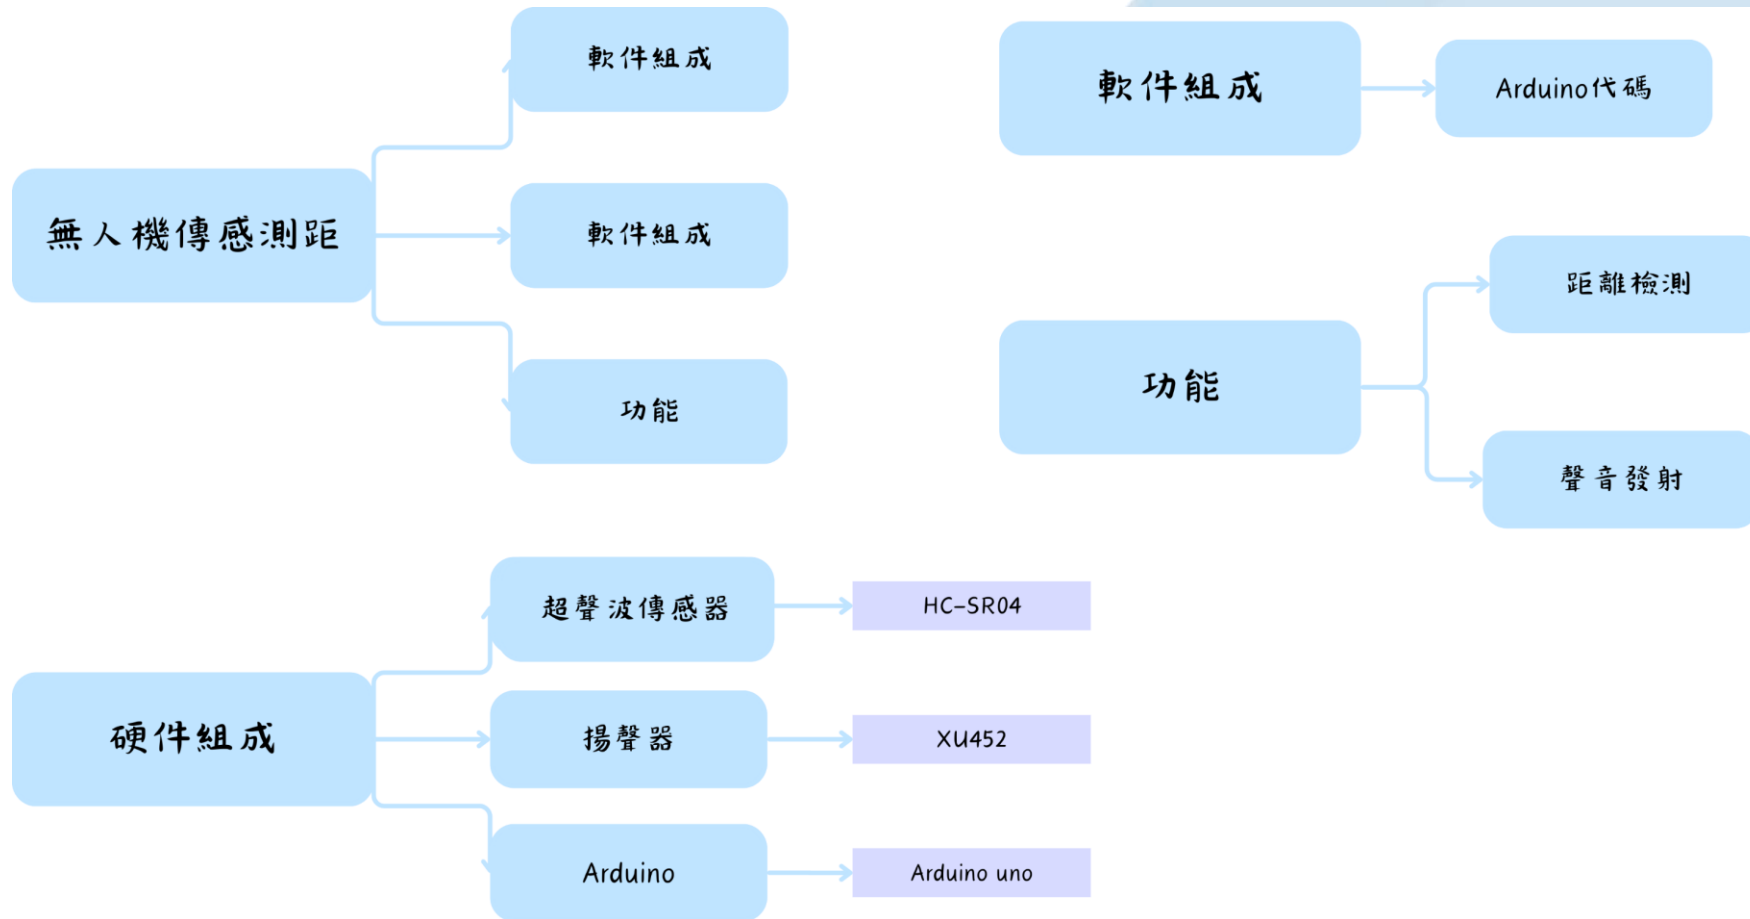 軟件組成
無人機傳感測距
軟件組成
功能
軟件組成
Arduino代碼
功能
距離檢測
聲音發射
硬件組成
超聲波傳感器
HC-SR04
揚聲器
XU452
Arduino
Arduino uno